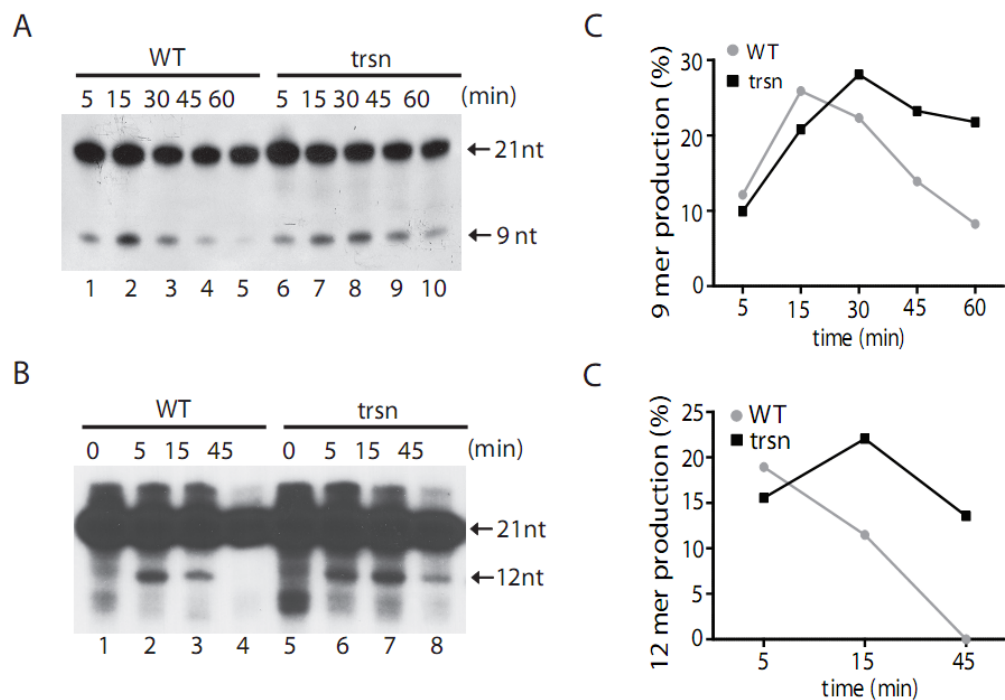 A
WT trsn
5 15 30 45 60 5 15 30 45 60 (min)
21nt
9 nt
1 2 3 4 5 6 7 8 9 10
C
WT
trsn
9 mer production (%)
30
20
10
0
5 15 30 45 60
time (min)
B
WT trsn
0 5 15 45 0 5 15 45 (min)
21nt
12nt
1 2 3 4 5 6 7 8
C
WT
trsn
12 mer production (%)
25
20
15
10
5
0
5 15 45
time (min)